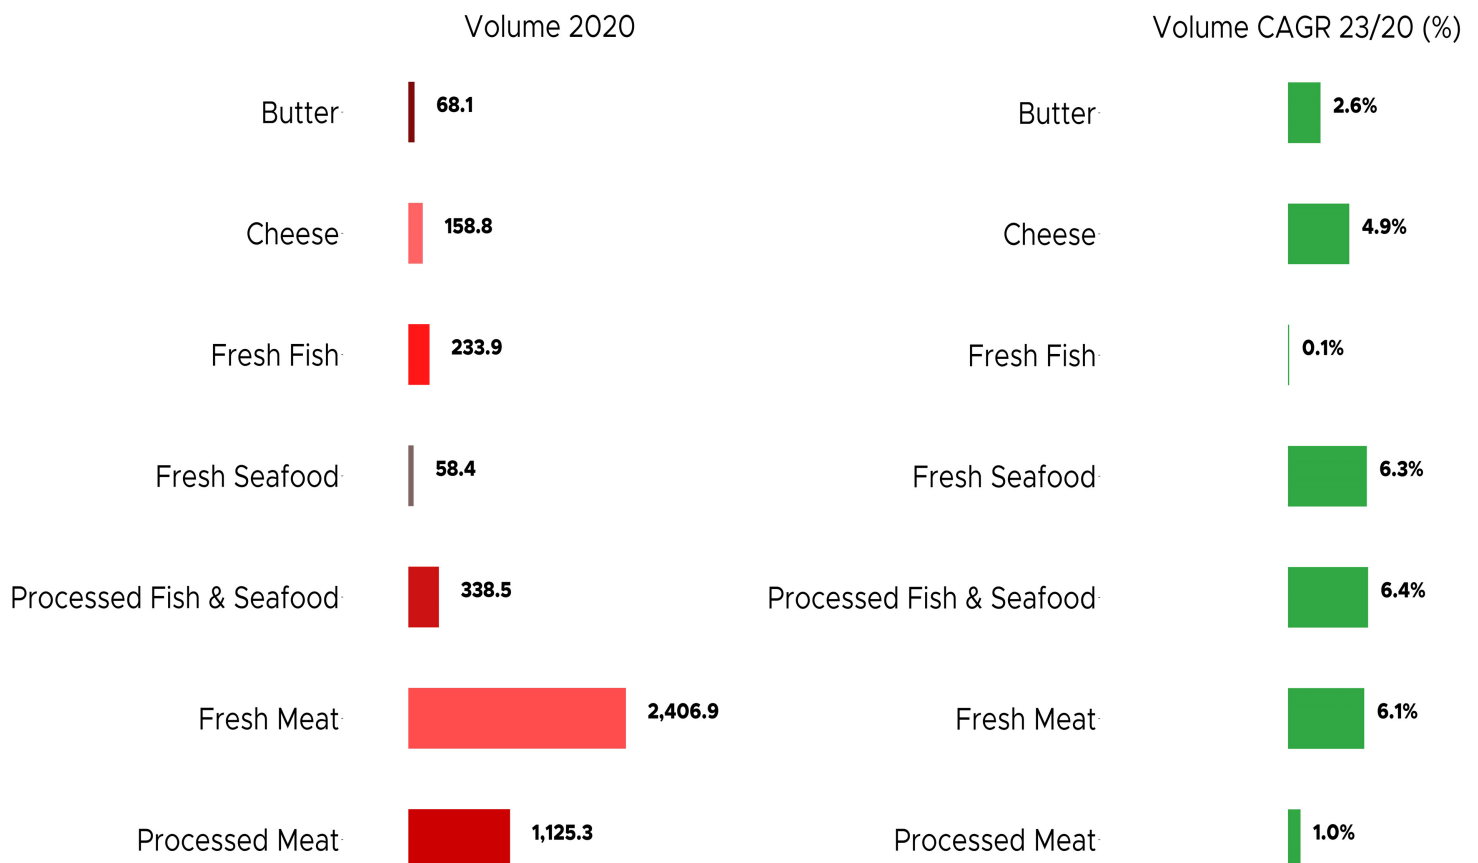 Volume 2020
Butter 68.1
Cheese 158.8
Fresh Fish 233.9
Fresh Seafood 58.4
Processed Fish & Seafood 338.5
Fresh Meat 2,406.9
Processed Meat 1,125.3
Volume CAGR 23/20 (%)
Butter 2.6%
Cheese 4.9%
Fresh Fish 0.1%
Fresh Seafood 6.3%
Processed Fish & Seafood 6.4%
Fresh Meat 6.1%
Processed Meat 1.0%